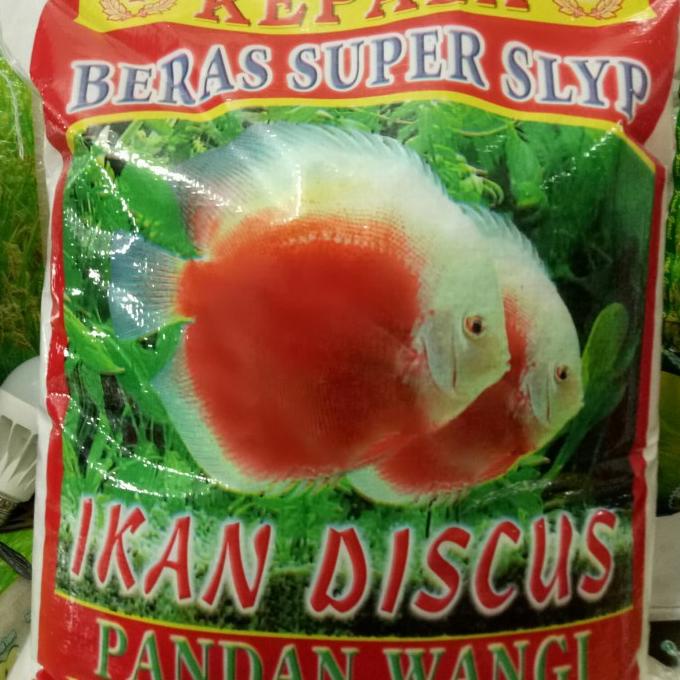 KEPALA
BERAS SUPER SLYP
IKAN DISCUS
PANDAN WANGI